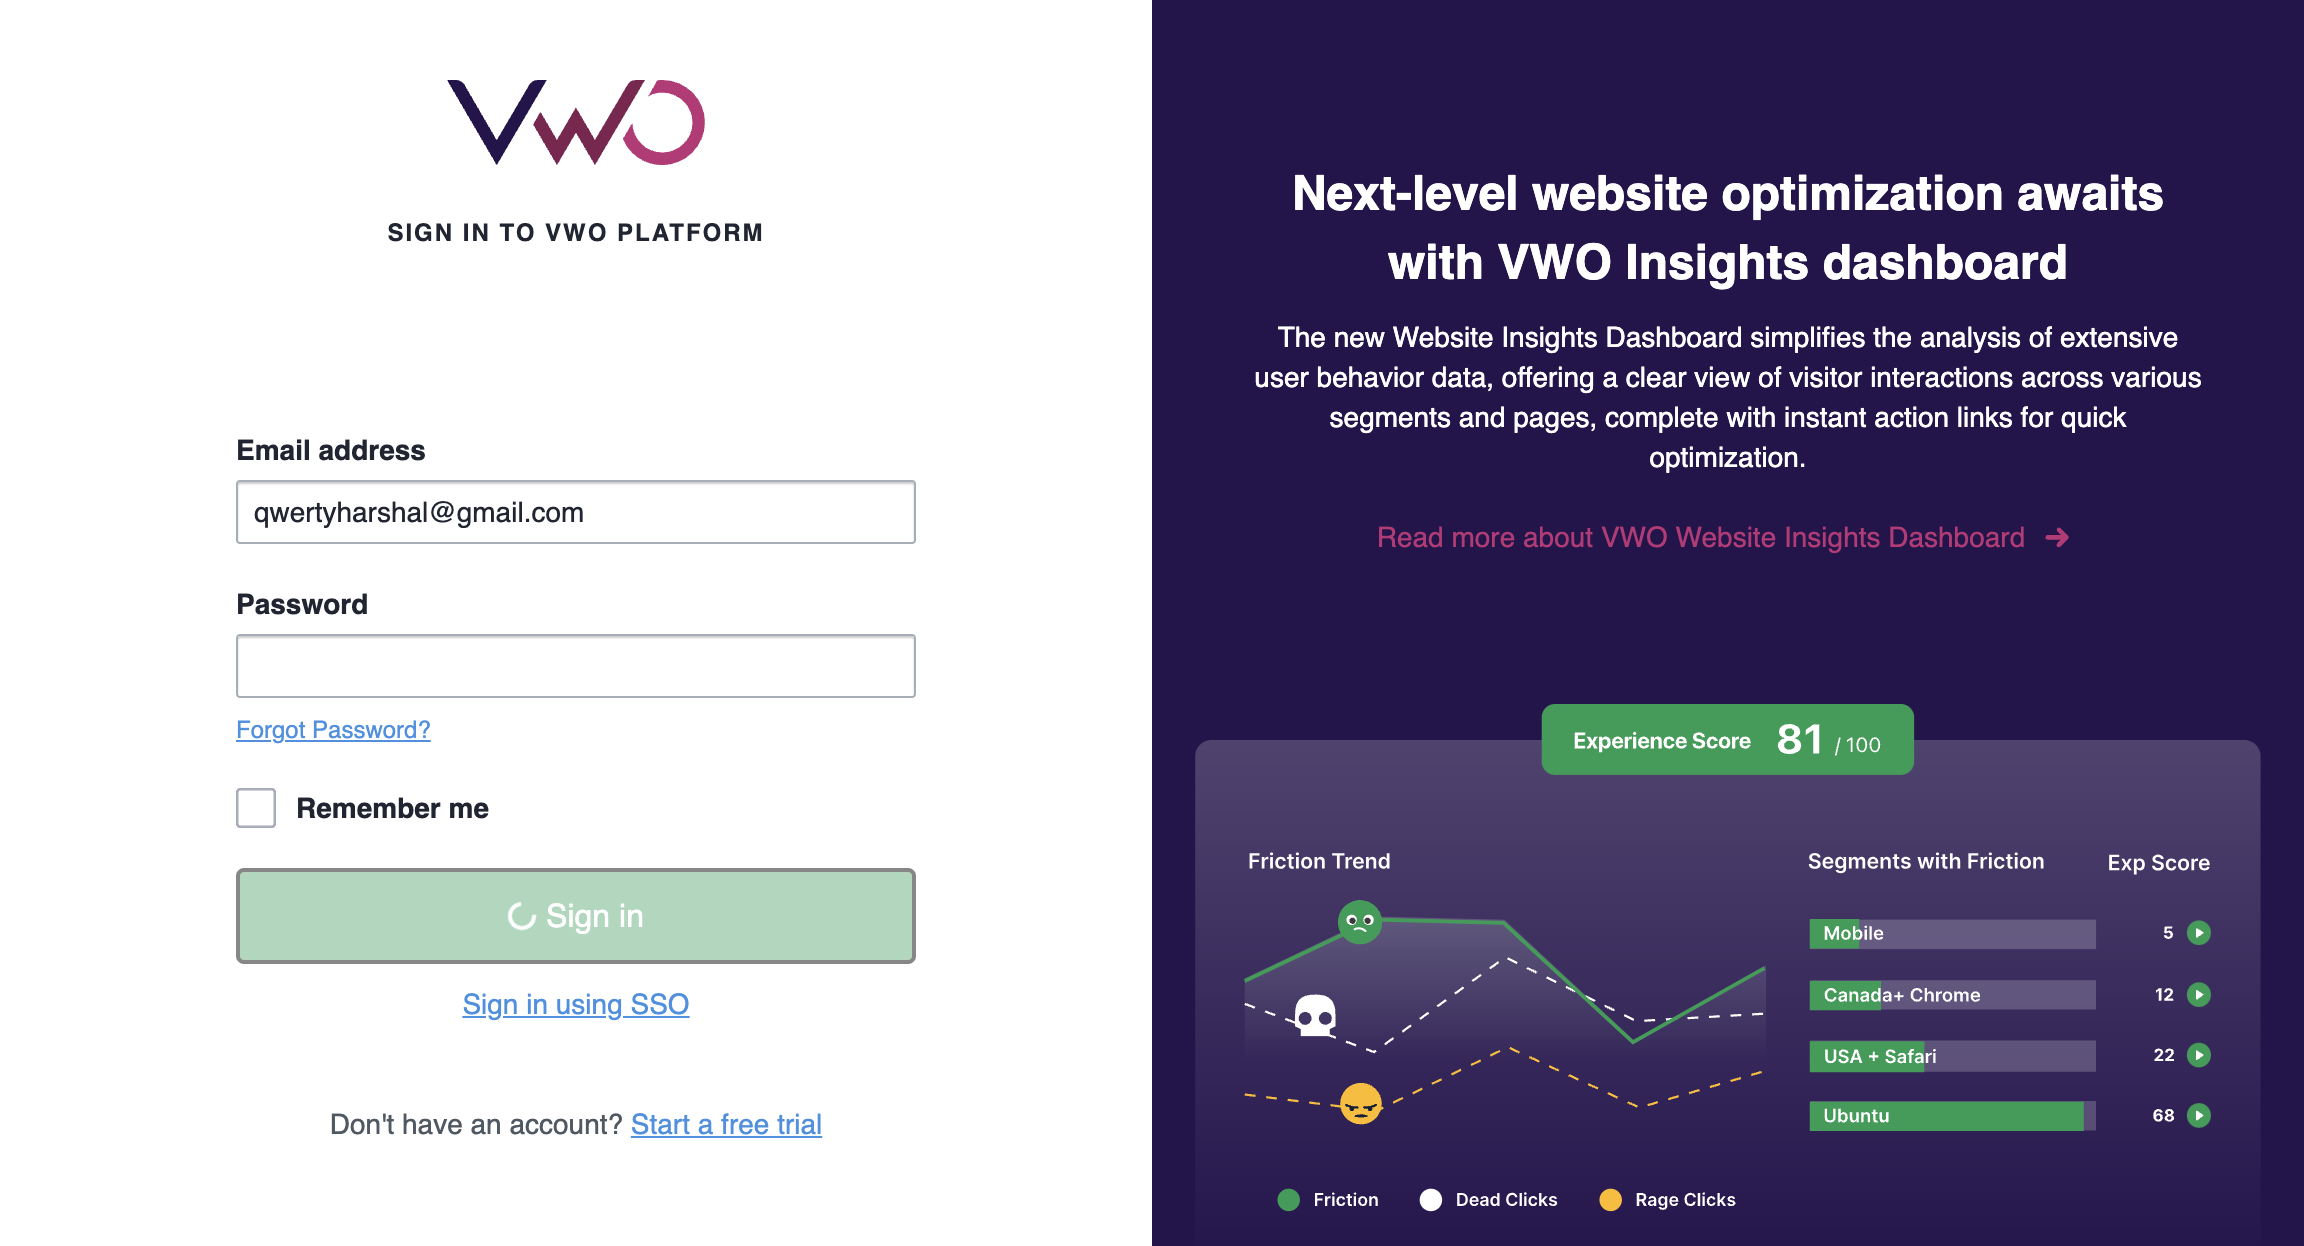 VWO
SIGN IN TO VWO PLATFORM
Email address
qwertyharshal@gmail.com
Password
Forgot Password?
Remember me
Sign in
Sign in using SSO
Don't have an account? Start a free trial
Next-level website optimization awaits
with VWO Insights dashboard
The new Website Insights Dashboard simplifies the analysis of extensive
user behavior data, offering a clear view of visitor interactions across various
segments and pages, complete with instant action links for quick
optimization.
Read more about VWO Website Insights Dashboard →
Experience Score 81 / 100
Friction Trend
Segments with Friction Exp Score
Mobile 5
Canada+ Chrome 12
USA + Safari 22
Ubuntu 68
Friction Dead Clicks Rage Clicks